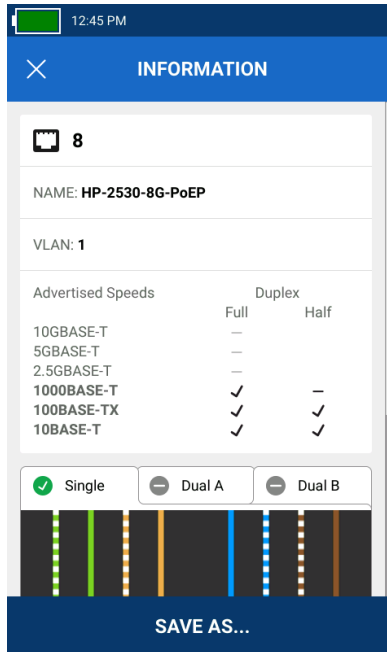 12:45 PM
INFORMATION
8
NAME: HP-2530-8G-PoEP
VLAN: 1
Advertised Speeds Duplex
Full Half
10GBASE-T —
5GBASE-T —
2.5GBASE-T —
1000BASE-T ✓ —
100BASE-TX ✓ ✓
10BASE-T ✓ ✓
Single Dual A Dual B
SAVE AS...